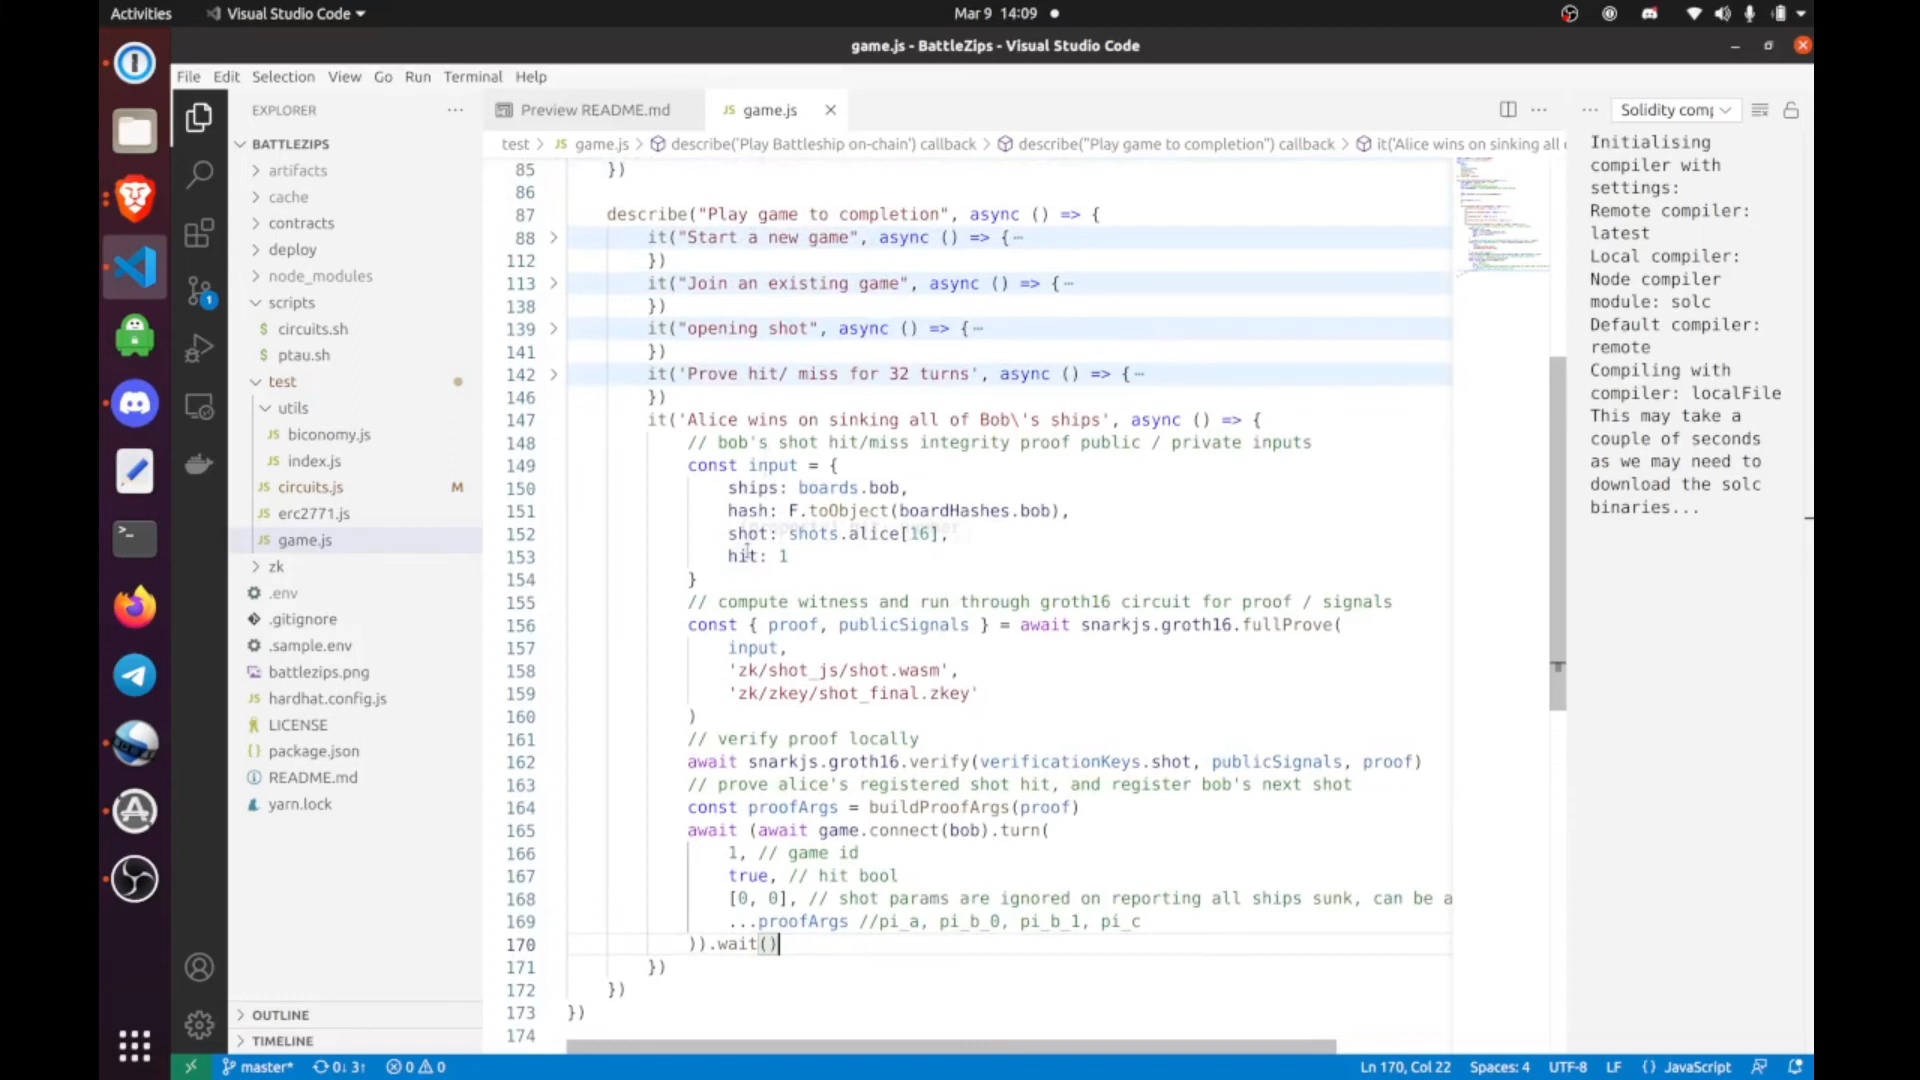 Activities
Visual Studio Code
Mar 9 14:09
game.js - BattleZips - Visual Studio Code
File Edit Selection View Go Run Terminal Help
EXPLORER
BATTLEZIPS
artifacts
cache
contracts
deploy
node_modules
scripts
circuits.sh
ptau.sh
test
utils
biconomy.js
index.js
circuits.js M
erc2771.js
game.js
zk
.env
.gitignore
.sample.env
battlezips.png
hardhat.config.js
LICENSE
package.json
README.md
yarn.lock
OUTLINE
TIMELINE
1
Preview README.md
JS game.js
test > JS game.js > describe('Play Battleship on-chain') callback > describe("Play game to completion") callback > it('Alice wins on sinking all o
85 })
86
87 describe("Play game to completion", async () => {
88 it("Start a new game", async () => {⋯
112 })
113 it("Join an existing game", async () => {⋯
138 })
139 it("opening shot", async () => {⋯
141 })
142 it('Prove hit/ miss for 32 turns', async () => {⋯
146 })
147 it('Alice wins on sinking all of Bob\'s ships', async () => {
148 // bob's shot hit/miss integrity proof public / private inputs
149 const input = {
150 ships: boards.bob,
151 hash: F.toObject(boardHashes.bob),
152 shot: shots.alice[16],
153 hit: 1
154 }
155 // compute witness and run through groth16 circuit for proof / signals
156 const { proof, publicSignals } = await snarkjs.groth16.fullProve(
157 input,
158 'zk/shot_js/shot.wasm',
159 'zk/zkey/shot_final.zkey'
160 )
161 // verify proof locally
162 await snarkjs.groth16.verify(verificationKeys.shot, publicSignals, proof)
163 // prove alice's registered shot hit, and register bob's next shot
164 const proofArgs = buildProofArgs(proof)
165 await (await game.connect(bob).turn(
166 1, // game id
167 true, // hit bool
168 [0, 0], // shot params are ignored on reporting all ships sunk, can be a
169 ...proofArgs //pi_a, pi_b_0, pi_b_1, pi_c
170 )).wait()
171 })
172 })
173 })
174
Solidity comp
Initialising
compiler with
settings:
Remote compiler:
latest
Local compiler:
Node compiler
module: solc
Default compiler:
remote
Compiling with
compiler: localFile
This may take a
couple of seconds
as we may need to
download the solc
binaries...
master* 0↓ 3↑ 0 0
Ln 170, Col 22 Spaces: 4 UTF-8 LF {} JavaScript